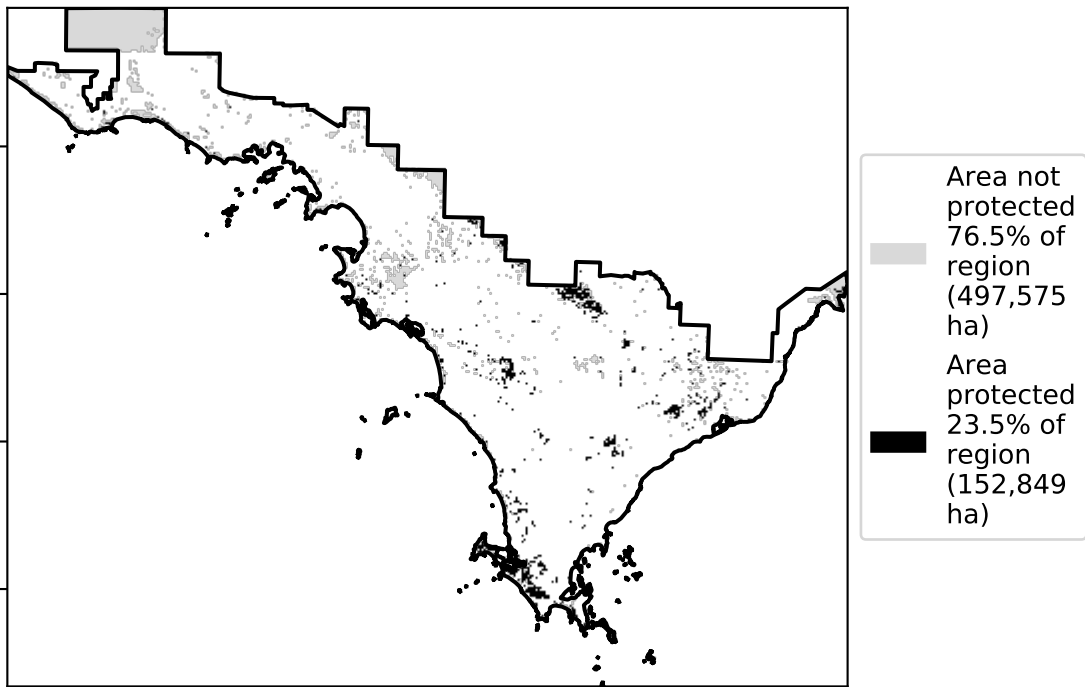 Area not
protected
76.5% of
region
(497,575
ha)
Area
protected
23.5% of
region
(152,849
ha)